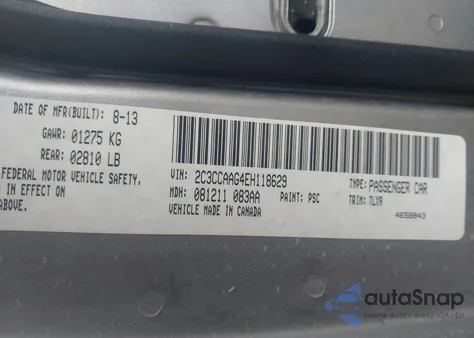 DATE OF MFR(BUILT): 8-13
GAWR: 01275 KG
REAR: 02810 LB
FEDERAL MOTOR VEHICLE SAFETY,
IN EFFECT ON
ABOVE.
VIN: 2C3CCAAG4EH118629
TYPE: PASSENGER CAR
MDH: 081211 083AA
PAINT: PSC
TRIM: TLX9
VEHICLE MADE IN CANADA
4658843
autoSnap